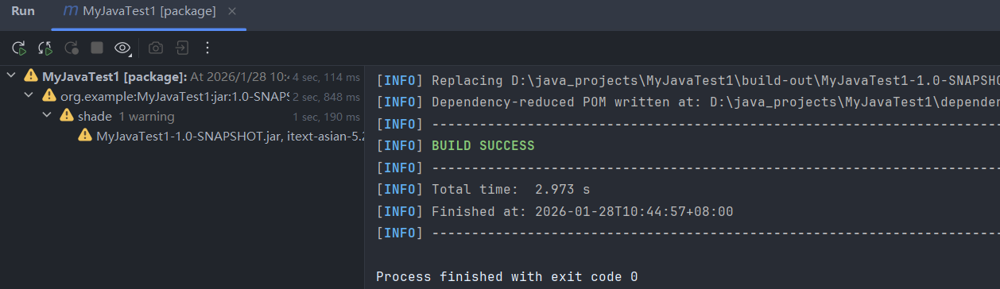 Run
MyJavaTest1 [package]
MyJavaTest1 [package]: At 2026/1/28 10:4 4 sec, 114 ms
org.example:MyJavaTest1:jar:1.0-SNAPS 2 sec, 848 ms
shade 1 warning 1 sec, 190 ms
MyJavaTest1-1.0-SNAPSHOT.jar, itext-asian-5.2
[INFO] Replacing D:\java_projects\MyJavaTest1\build-out\MyJavaTest1-1.0-SNAPSHO
[INFO] Dependency-reduced POM written at: D:\java_projects\MyJavaTest1\dependen
[INFO] ------------------------------------------------------------------------
[INFO] BUILD SUCCESS
[INFO] ------------------------------------------------------------------------
[INFO] Total time:  2.973 s
[INFO] Finished at: 2026-01-28T10:44:57+08:00
[INFO] ------------------------------------------------------------------------
Process finished with exit code 0